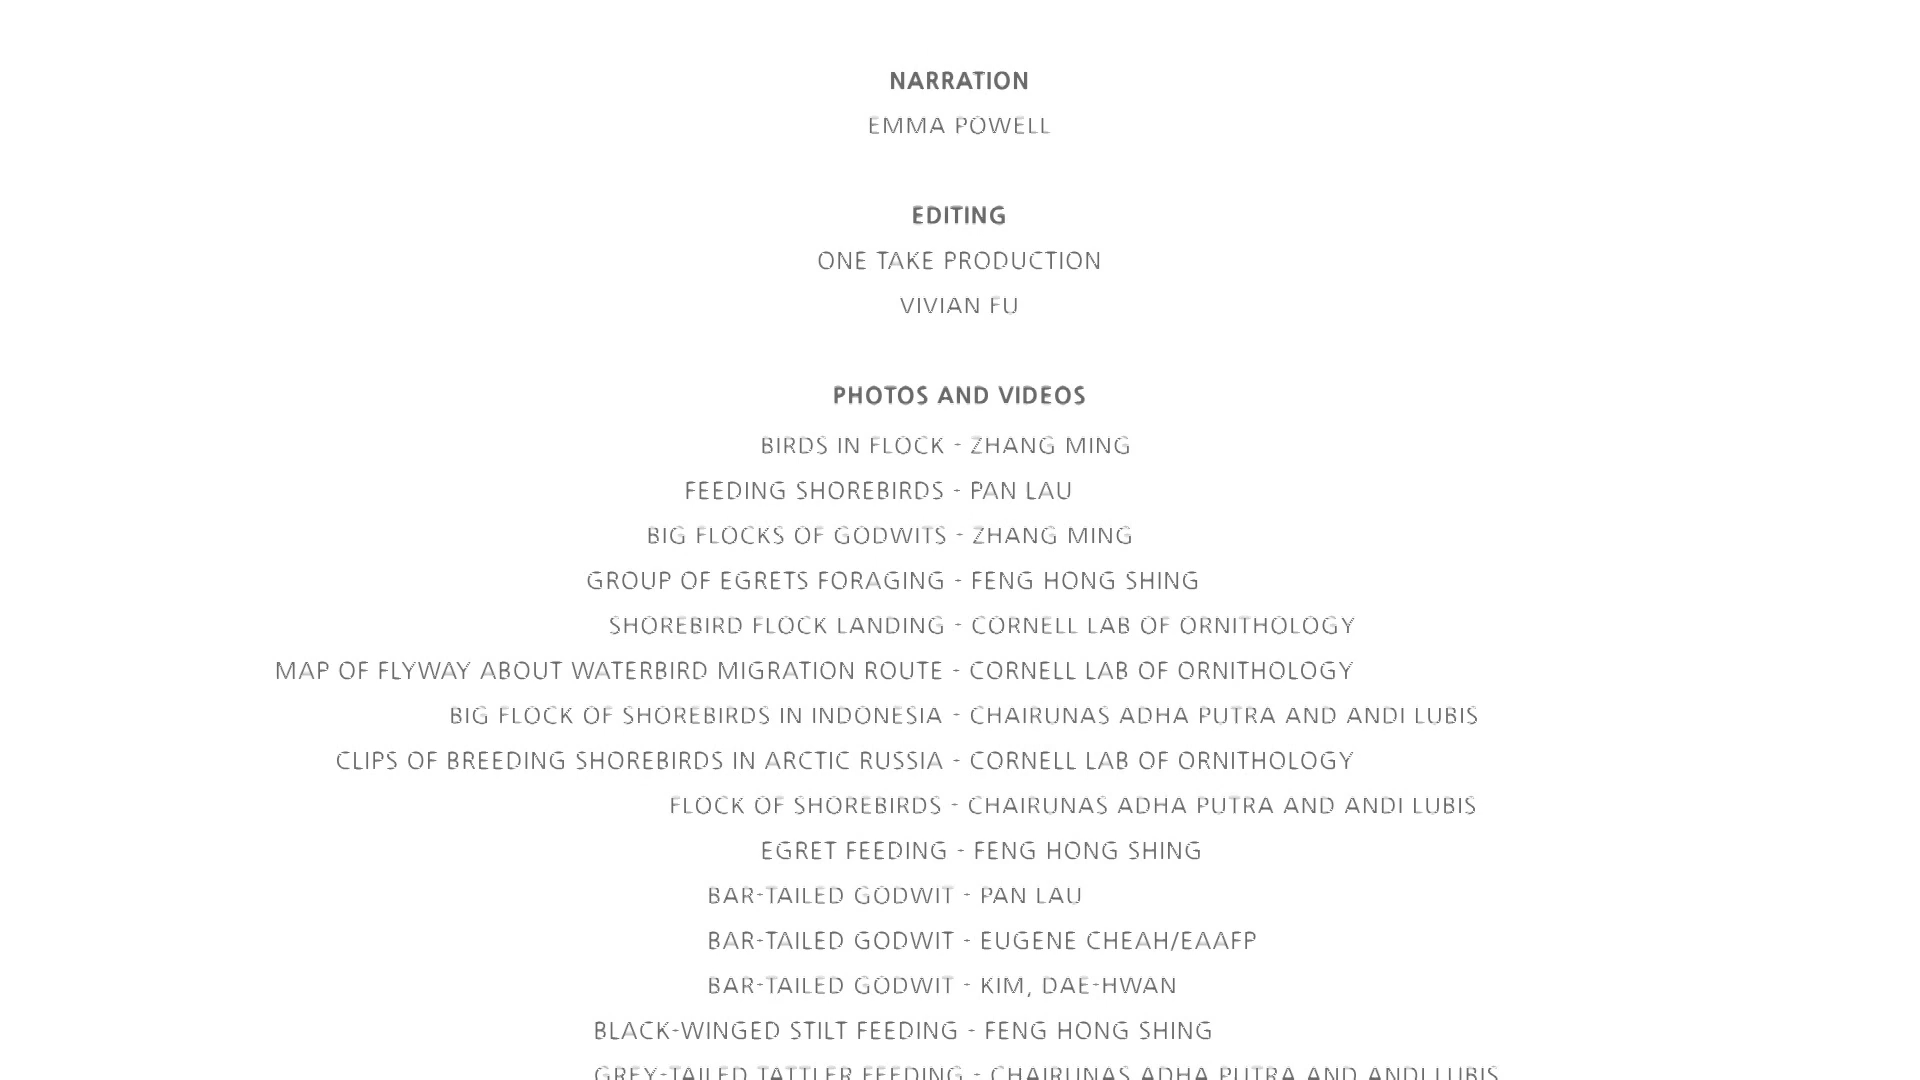 NARRATION
EMMA POWELL
EDITING
ONE TAKE PRODUCTION
VIVIAN FU
PHOTOS AND VIDEOS
BIRDS IN FLOCK - ZHANG MING
FEEDING SHOREBIRDS - PAN LAU
BIG FLOCKS OF GODWITS - ZHANG MING
GROUP OF EGRETS FORAGING - FENG HONG SHING
SHOREBIRD FLOCK LANDING - CORNELL LAB OF ORNITHOLOGY
MAP OF FLYWAY ABOUT WATERBIRD MIGRATION ROUTE - CORNELL LAB OF ORNITHOLOGY
BIG FLOCK OF SHOREBIRDS IN INDONESIA - CHAIRUNAS ADHA PUTRA AND ANDI LUBIS
CLIPS OF BREEDING SHOREBIRDS IN ARCTIC RUSSIA - CORNELL LAB OF ORNITHOLOGY
FLOCK OF SHOREBIRDS - CHAIRUNAS ADHA PUTRA AND ANDI LUBIS
EGRET FEEDING - FENG HONG SHING
BAR-TAILED GODWIT - PAN LAU
BAR-TAILED GODWIT - EUGENE CHEAH/EAAFP
BAR-TAILED GODWIT - KIM, DAE-HWAN
BLACK-WINGED STILT FEEDING - FENG HONG SHING
GREY-TAILED TATTLER FEEDING - CHAIRUNAS ADHA PUTRA AND ANDI LUBIS